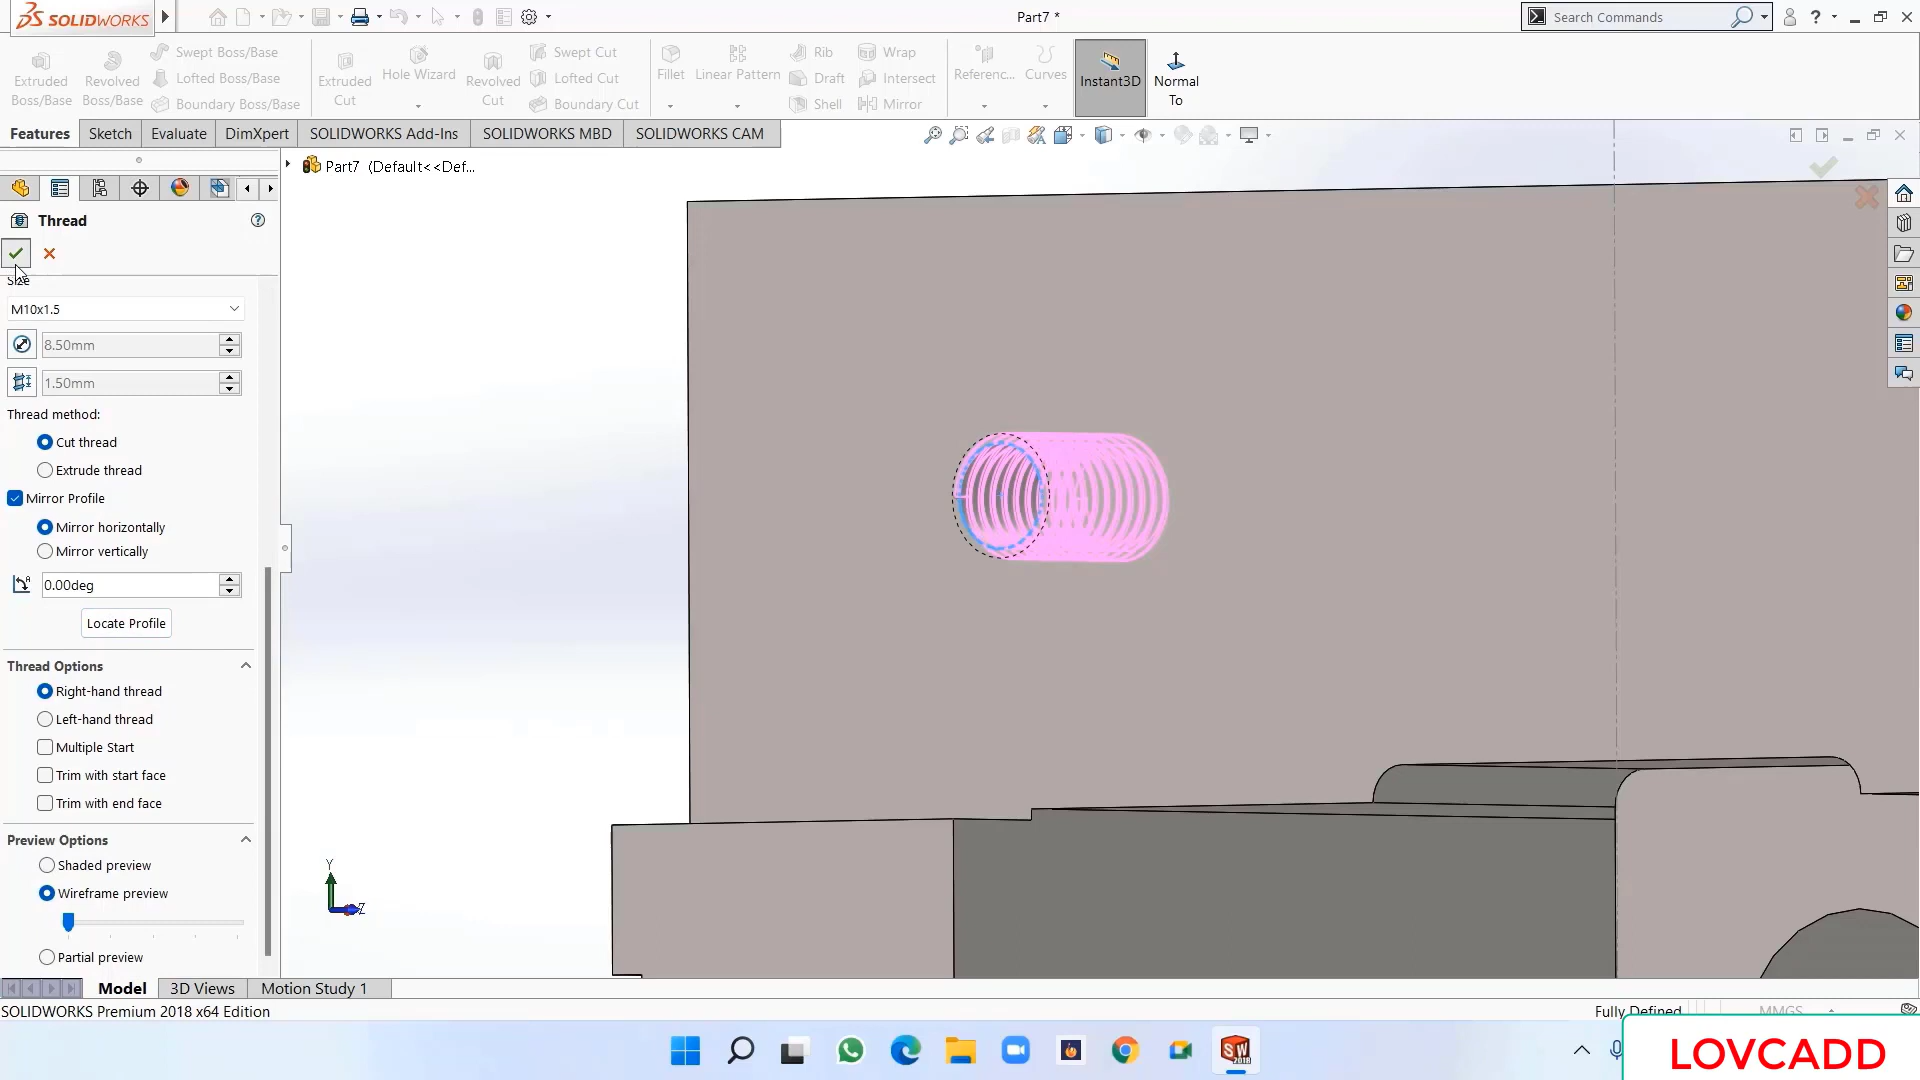 SOLIDWORKS
Part7 *
Search Commands
Extruded Boss/Base
Revolved Boss/Base
Swept Boss/Base
Lofted Boss/Base
Boundary Boss/Base
Extruded Cut
Hole Wizard
Revolved Cut
Swept Cut
Lofted Cut
Boundary Cut
Fillet
Linear Pattern
Rib
Draft
Shell
Wrap
Intersect
Mirror
Referenc...
Curves
Instant3D
Normal To
Features
Sketch
Evaluate
DimXpert
SOLIDWORKS Add-Ins
SOLIDWORKS MBD
SOLIDWORKS CAM
Part7 (Default<<Def...
Thread
Size
M10x1.5
8.50mm
1.50mm
Thread method:
Cut thread
Extrude thread
Mirror Profile
Mirror horizontally
Mirror vertically
0.00deg
Locate Profile
Thread Options
Right-hand thread
Left-hand thread
Multiple Start
Trim with start face
Trim with end face
Preview Options
Shaded preview
Wireframe preview
Partial preview
Y
Z
Model
3D Views
Motion Study 1
SOLIDWORKS Premium 2018 x64 Edition
Fully Defined
MMGS
SW
2018
LOVCADD